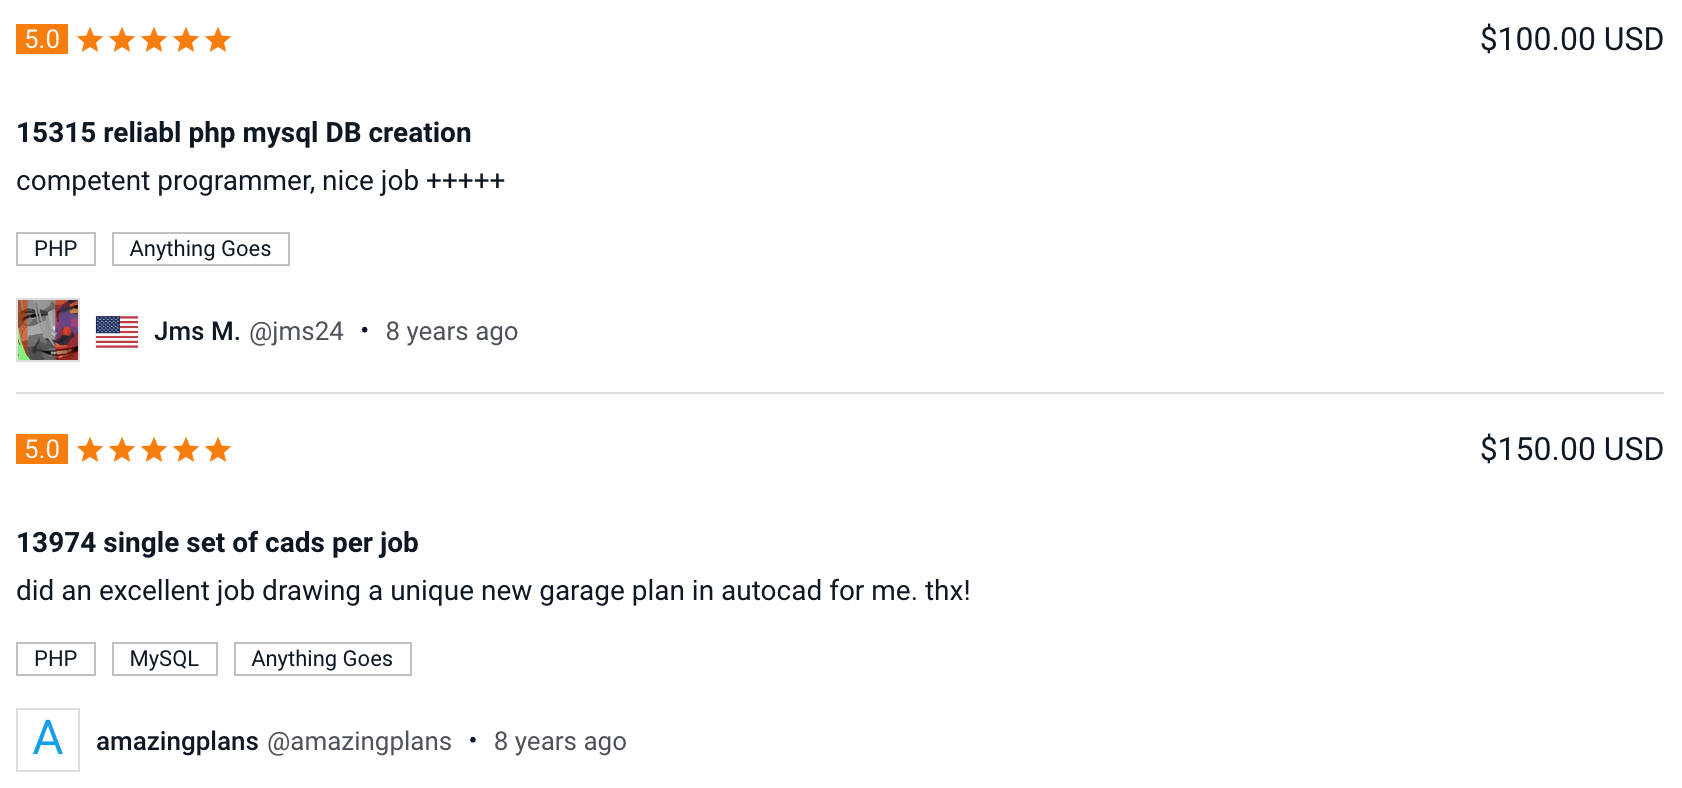 5.0
$100.00 USD
15315 reliabl php mysql DB creation
competent programmer, nice job +++++
PHP Anything Goes
Jms M. @jms24 • 8 years ago
5.0
$150.00 USD
13974 single set of cads per job
did an excellent job drawing a unique new garage plan in autocad for me. thx!
PHP MySQL Anything Goes
A
amazingplans @amazingplans • 8 years ago